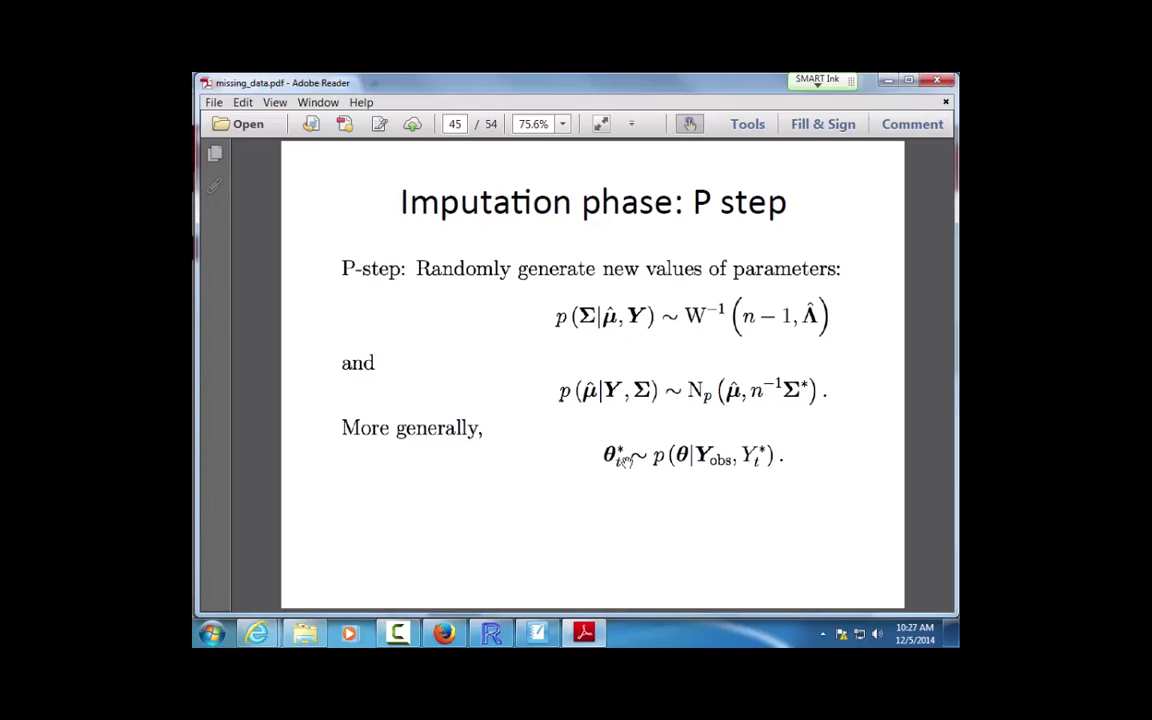 missing_data.pdf - Adobe Reader
SMART Ink
File Edit View Window Help
Open 45 / 54 75.6% Tools Fill & Sign Comment
Imputation phase: P step
P-step: Randomly generate new values of parameters:
p (Σ|μ̂, Y) ∼ W⁻¹ (n − 1, Λ̂)
and
p (μ̂|Y, Σ) ∼ Nₚ (μ̂, n⁻¹Σ*) .
More generally,
θ*ₜ ∼ p (θ|Y_obs, Y*ₜ) .
10:27 AM
12/5/2014